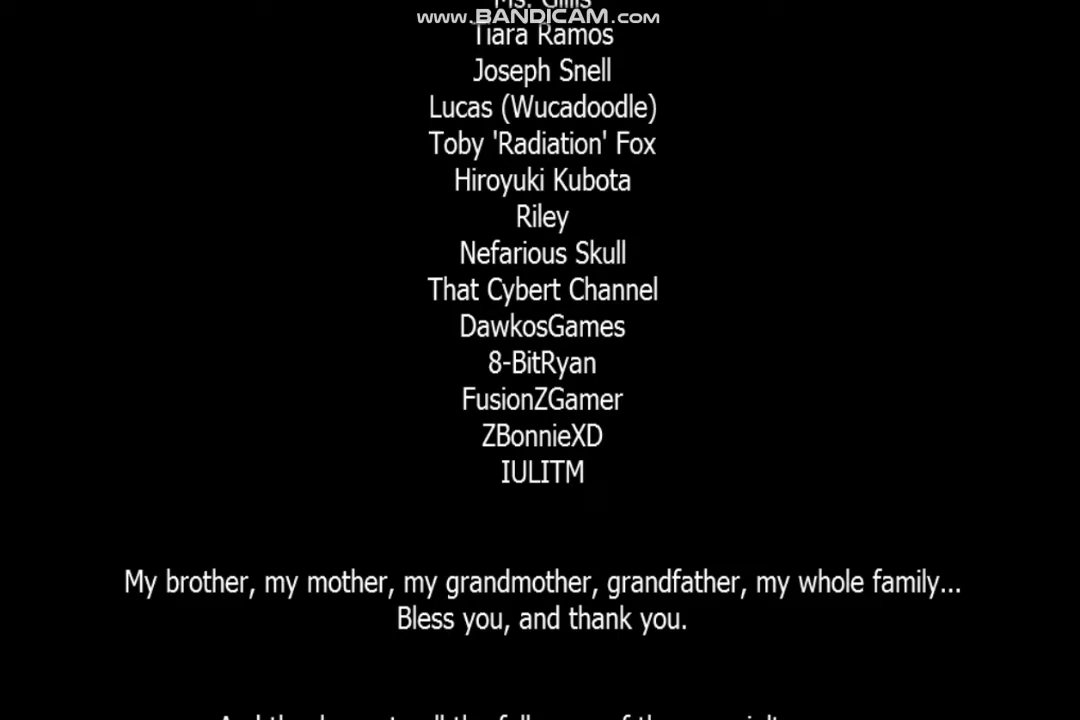 Ms. Gillis
www.BANDICAM.com
Tiara Ramos
Joseph Snell
Lucas (Wucadoodle)
Toby 'Radiation' Fox
Hiroyuki Kubota
Riley
Nefarious Skull
That Cybert Channel
DawkosGames
8-BitRyan
FusionZGamer
ZBonnieXD
IULITM
My brother, my mother, my grandmother, grandfather, my whole family...
Bless you, and thank you.